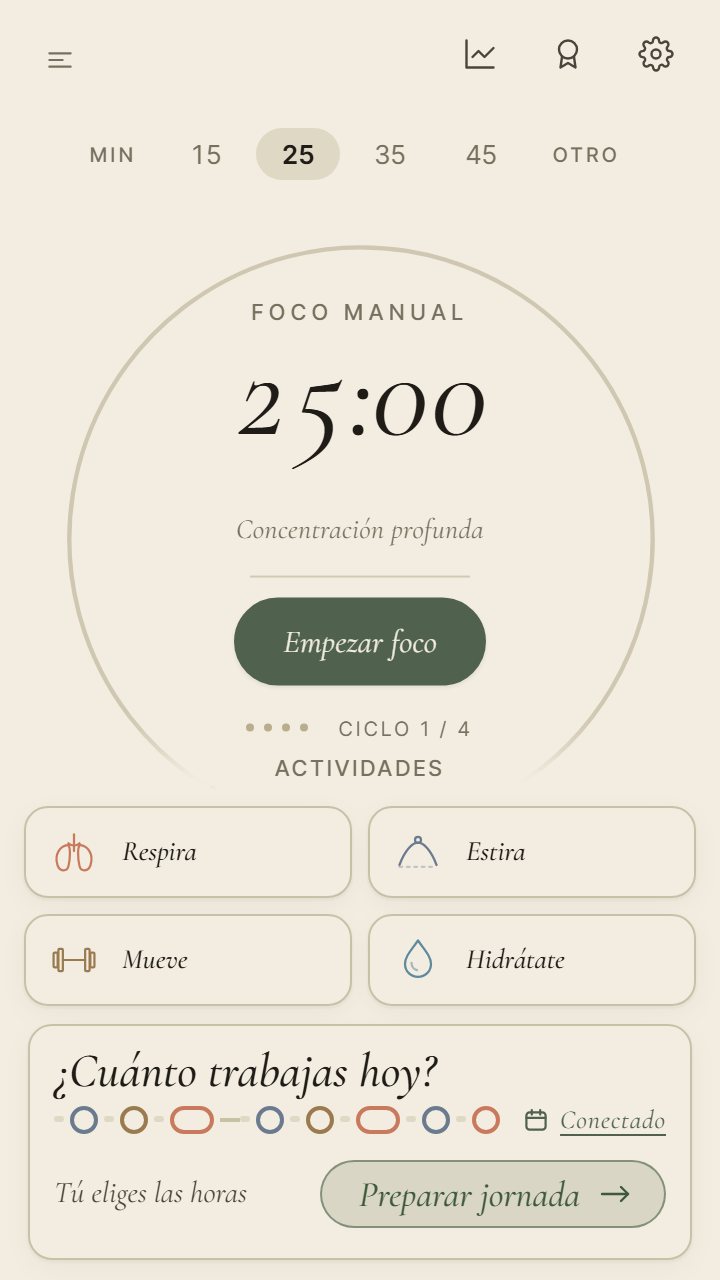 MIN 15 25 35 45 OTRO
FOCO MANUAL
25:00
Concentración profunda
Empezar foco
CICLO 1 / 4
ACTIVIDADES
Respira
Estira
Mueve
Hidrátate
¿Cuánto trabajas hoy?
Conectado
Tú eliges las horas
Preparar jornada →